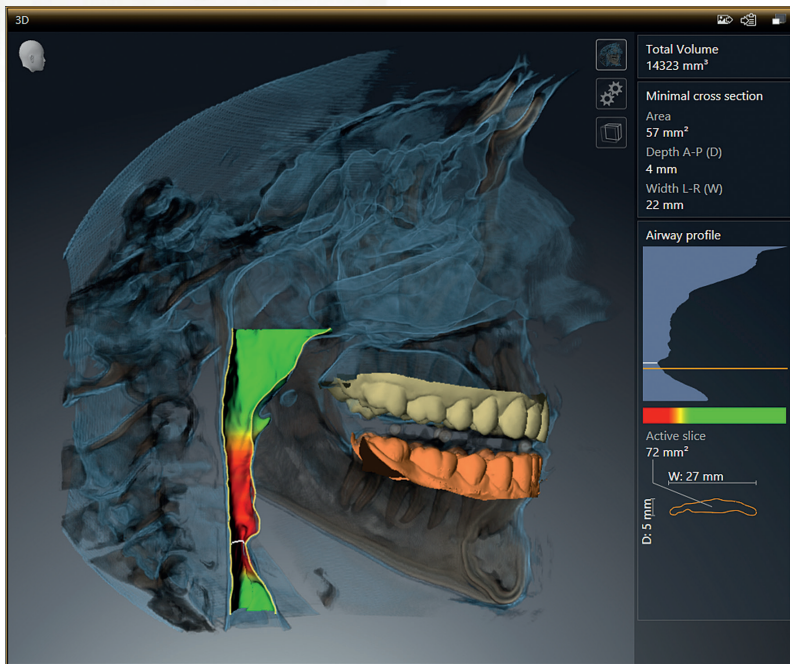 3D
Total Volume
14323 mm³
Minimal cross section
Area
57 mm²
Depth A-P (D)
4 mm
Width L-R (W)
22 mm
Airway profile
Active slice
72 mm²
W: 27 mm
D: 5 mm